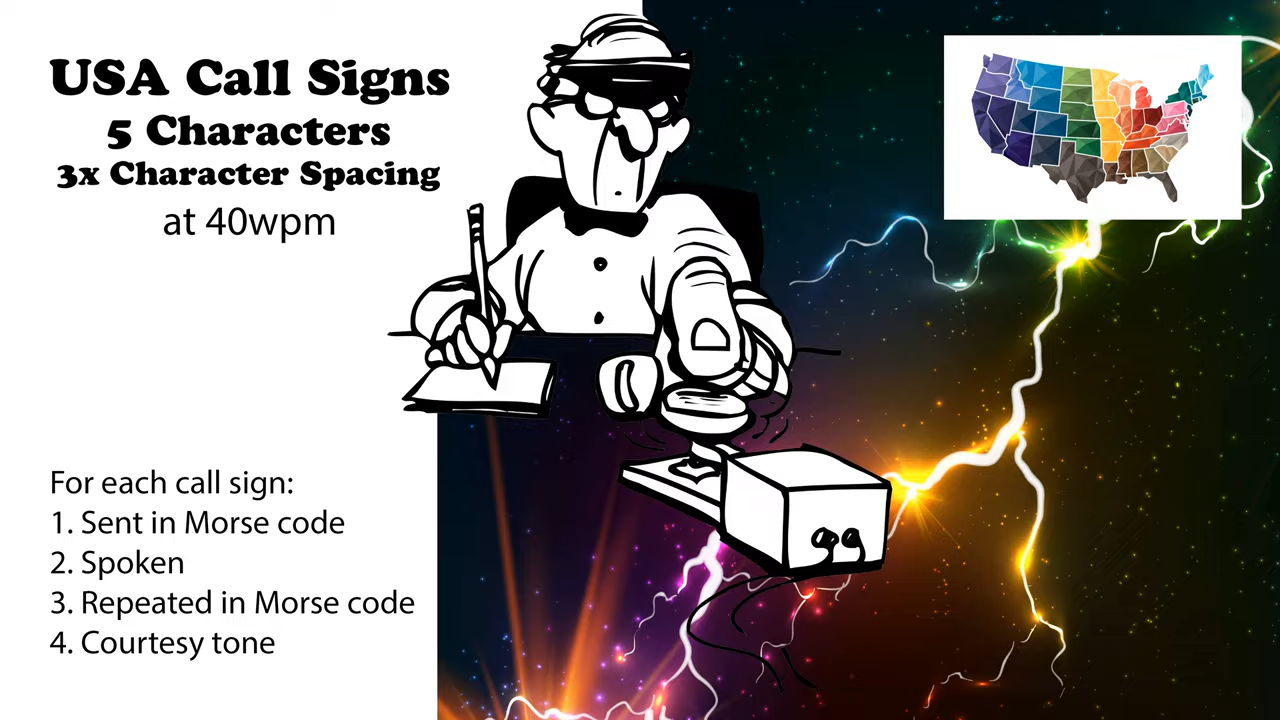 USA Call Signs
5 Characters
3x Character Spacing
at 40wpm
For each call sign:
1. Sent in Morse code
2. Spoken
3. Repeated in Morse code
4. Courtesy tone